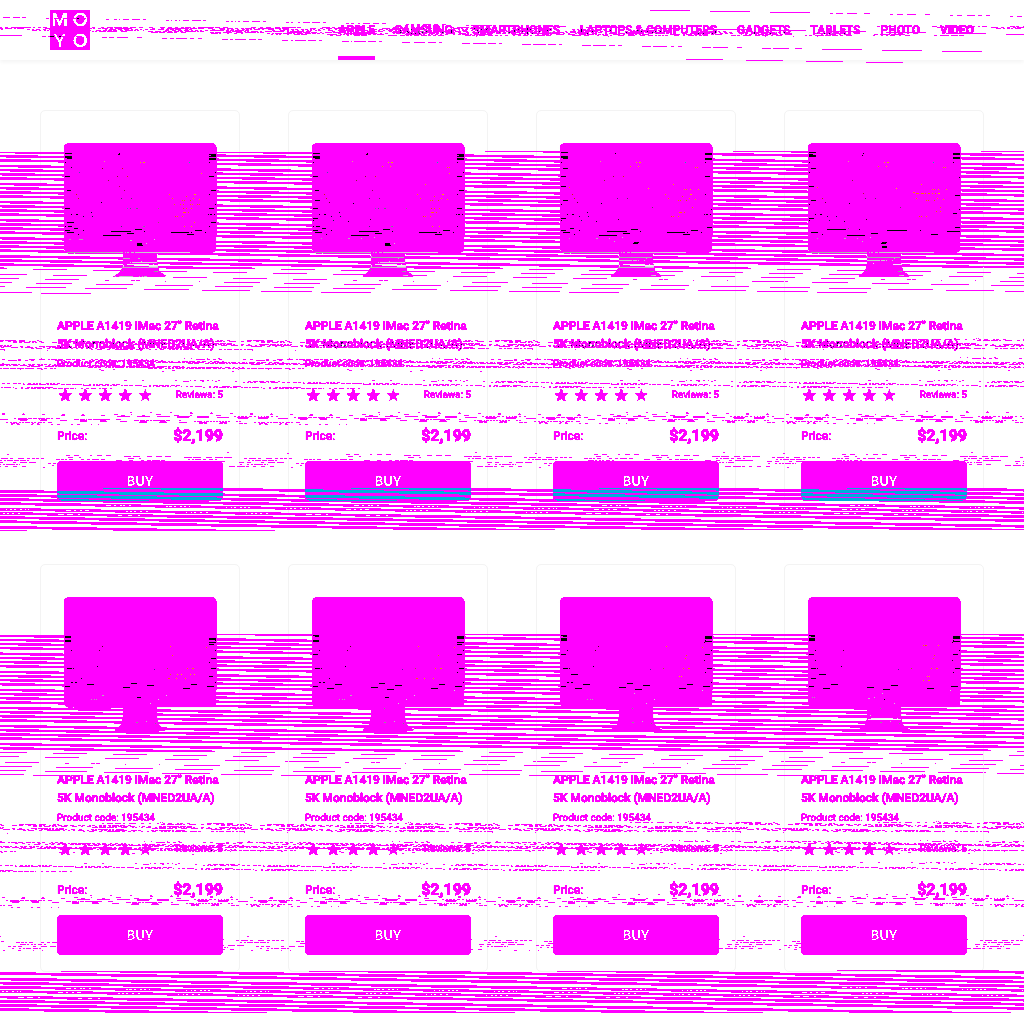 MO
YO
APPLE SAMSUNG SMARTPHONES LAPTOPS & COMPUTERS GADGETS TABLETS PHOTO VIDEO
APPLE A1419 iMac 27" Retina
5K Monoblock (MNED2UA/A)
Product code: 195434
Reviews: 5
Price: $2,199
BUY
APPLE A1419 iMac 27" Retina
5K Monoblock (MNED2UA/A)
Product code: 195434
Reviews: 5
Price: $2,199
BUY
APPLE A1419 iMac 27" Retina
5K Monoblock (MNED2UA/A)
Product code: 195434
Reviews: 5
Price: $2,199
BUY
APPLE A1419 iMac 27" Retina
5K Monoblock (MNED2UA/A)
Product code: 195434
Reviews: 5
Price: $2,199
BUY
APPLE A1419 iMac 27" Retina
5K Monoblock (MNED2UA/A)
Product code: 195434
Reviews: 5
Price: $2,199
BUY
APPLE A1419 iMac 27" Retina
5K Monoblock (MNED2UA/A)
Product code: 195434
Reviews: 5
Price: $2,199
BUY
APPLE A1419 iMac 27" Retina
5K Monoblock (MNED2UA/A)
Product code: 195434
Reviews: 5
Price: $2,199
BUY
APPLE A1419 iMac 27" Retina
5K Monoblock (MNED2UA/A)
Product code: 195434
Reviews: 5
Price: $2,199
BUY